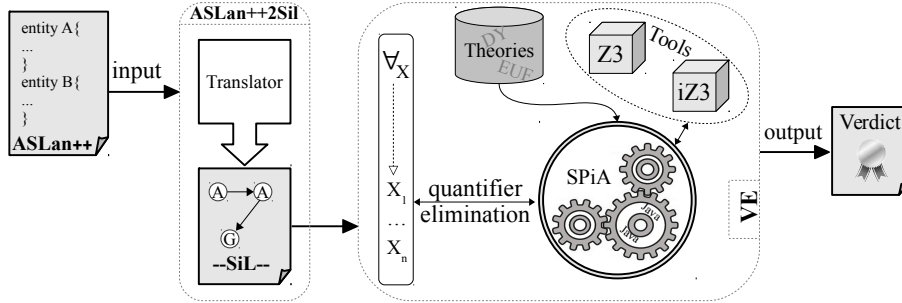 entity A{
...
}
entity B{
...
}
ASLan++
input
ASLan++2Sil
Translator
A
A
G
--SiL--
∀X
X1
...
Xn
quantifier
elimination
Theories
DY
EUF
Z3
Tools
iZ3
SPiA
Java
Java
VE
output
Verdict